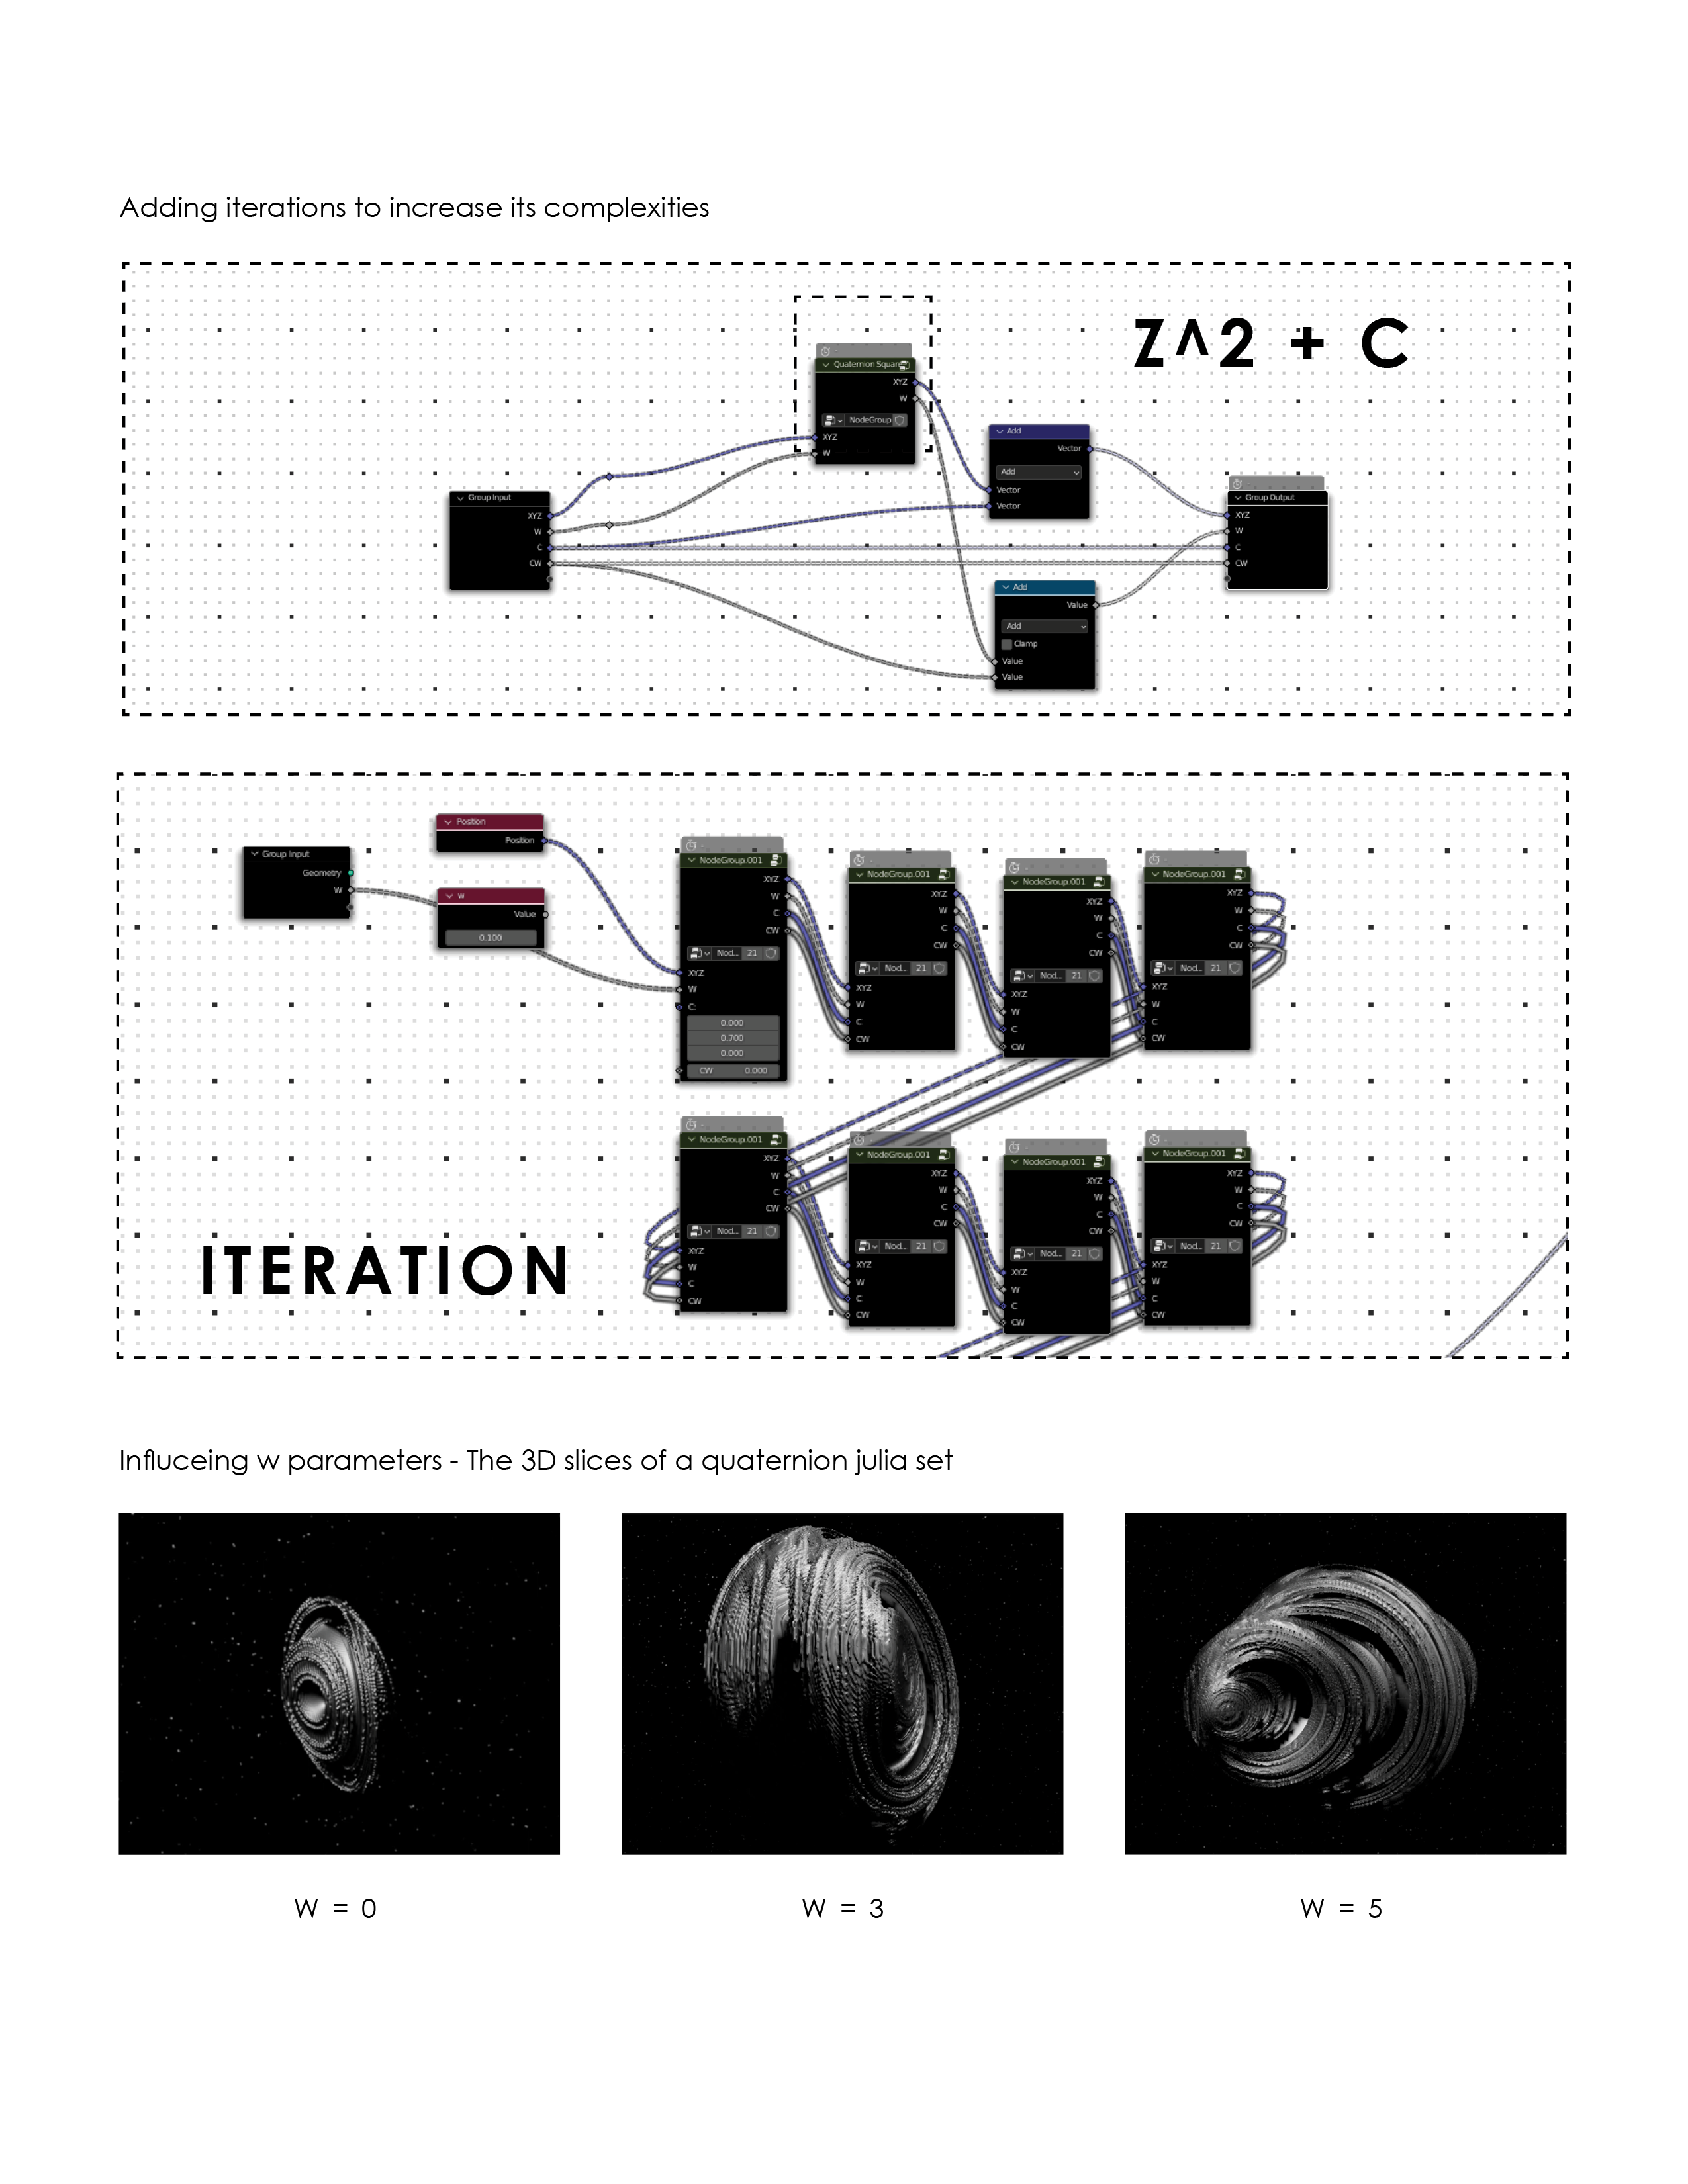 Adding iterations to increase its complexities
Z^2 + C
Quaternion Squar
XYZ
W
NodeGroup
XYZ
W
Add
Vector
Add
Vector
Vector
Group Input
XYZ
W
C
CW
Group Output
XYZ
W
C
CW
Add
Value
Add
Clamp
Value
Value
Group Input
Geometry
W
Position
Position
w
Value
0.100
NodeGroup.001
XYZ
W
C
CW
Nod... 21
XYZ
W
C:
0.000
0.700
0.000
CW 0.000
NodeGroup.001
XYZ
W
C
CW
Nod... 21
XYZ
W
C
CW
NodeGroup.001
XYZ
W
C
CW
Nod... 21
XYZ
W
C
CW
NodeGroup.001
XYZ
W
C
CW
Nod... 21
XYZ
W
C
CW
NodeGroup.001
XYZ
W
C
CW
Nod... 21
XYZ
W
C
CW
NodeGroup.001
XYZ
W
C
CW
Nod... 21
XYZ
W
C
CW
NodeGroup.001
XYZ
W
C
CW
Nod... 21
XYZ
W
C
CW
NodeGroup.001
XYZ
W
C
CW
Nod... 21
XYZ
W
C
CW
ITERATION
Influceing w parameters - The 3D slices of a quaternion julia set
W = 0
W = 3
W = 5